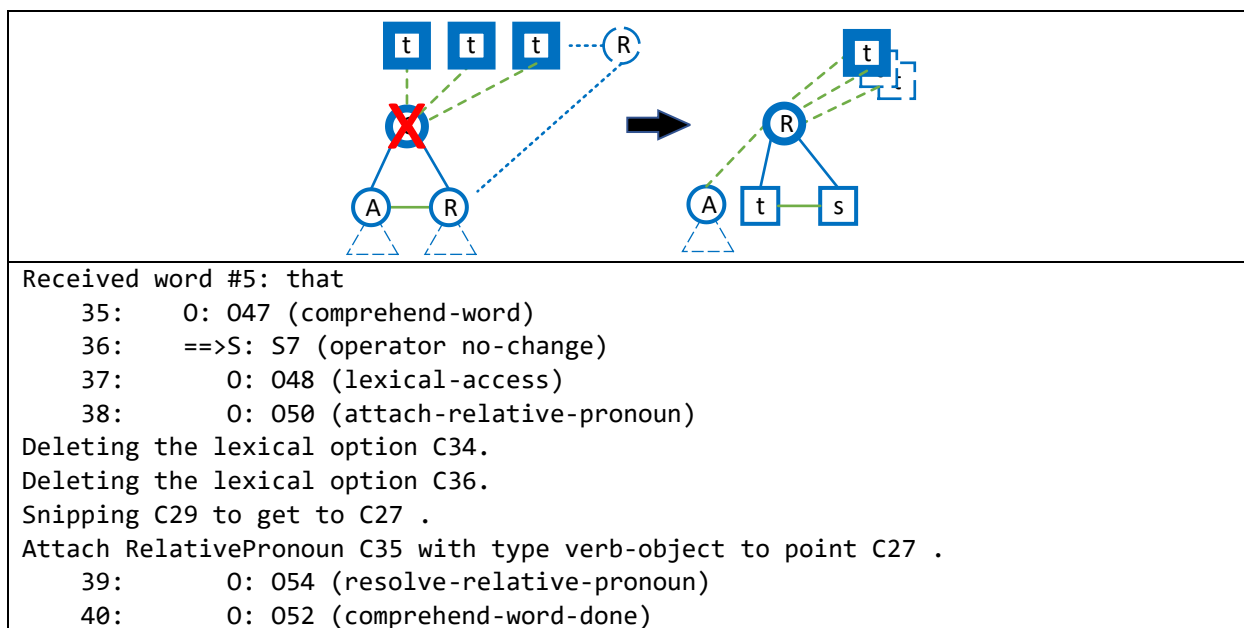 t t t R t t
R
A R A t s
Received word #5: that
35: O: O47 (comprehend-word)
36: ==>S: S7 (operator no-change)
37: O: O48 (lexical-access)
38: O: O50 (attach-relative-pronoun)
Deleting the lexical option C34.
Deleting the lexical option C36.
Snipping C29 to get to C27 .
Attach RelativePronoun C35 with type verb-object to point C27 .
39: O: O54 (resolve-relative-pronoun)
40: O: O52 (comprehend-word-done)